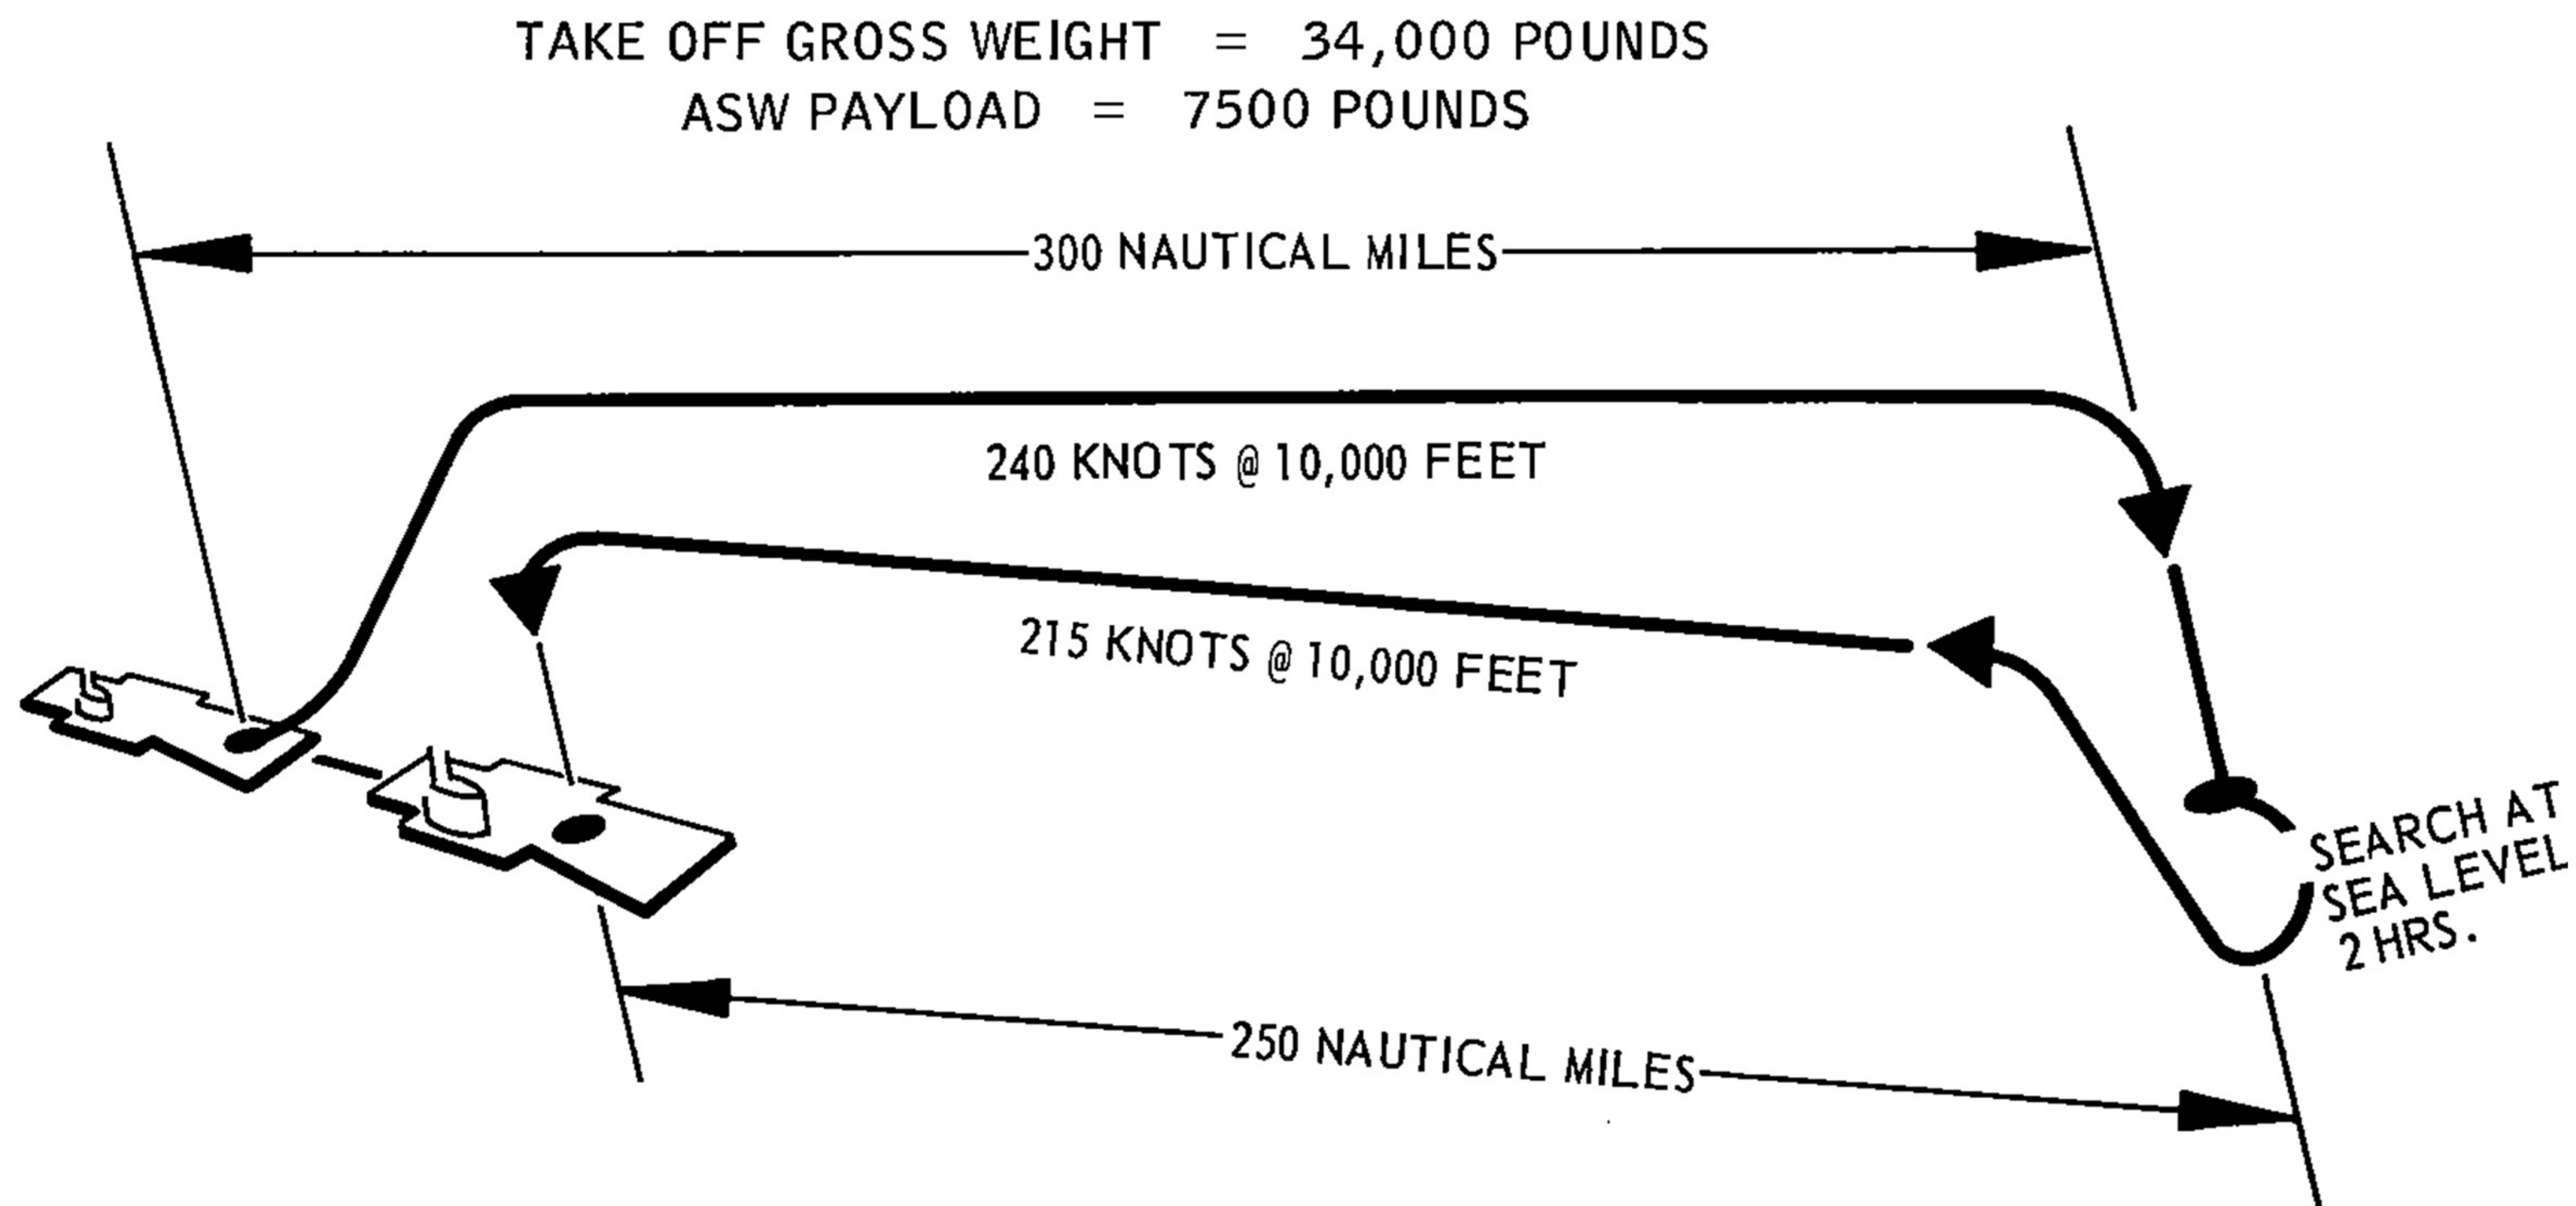 TAKE OFF GROSS WEIGHT = 34,000 POUNDS
ASW PAYLOAD = 7500 POUNDS
300 NAUTICAL MILES
240 KNOTS @ 10,000 FEET
215 KNOTS @ 10,000 FEET
SEARCH AT
SEA LEVEL
2 HRS.
250 NAUTICAL MILES